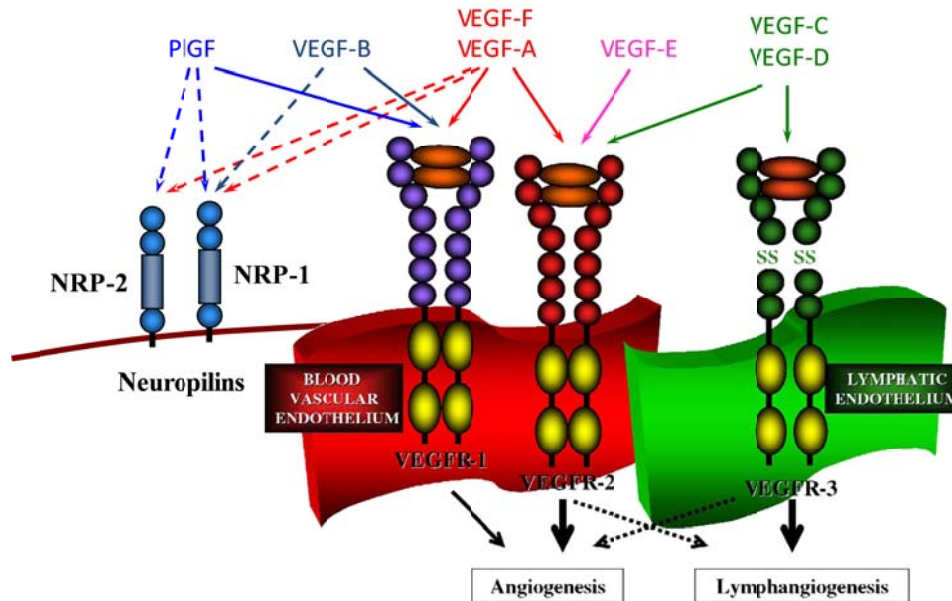 VEGF-F
VEGF-C
PlGF
VEGF-B
VEGF-A
VEGF-E
VEGF-D
NRP-2
NRP-1
SS SS
Neuropilins
BLOOD
VASCULAR
ENDOTHELIUM
LYMPHATIC
ENDOTHELIUM
VEGFR-1
VEGFR-2
VEGFR-3
Angiogenesis
Lymphangiogenesis